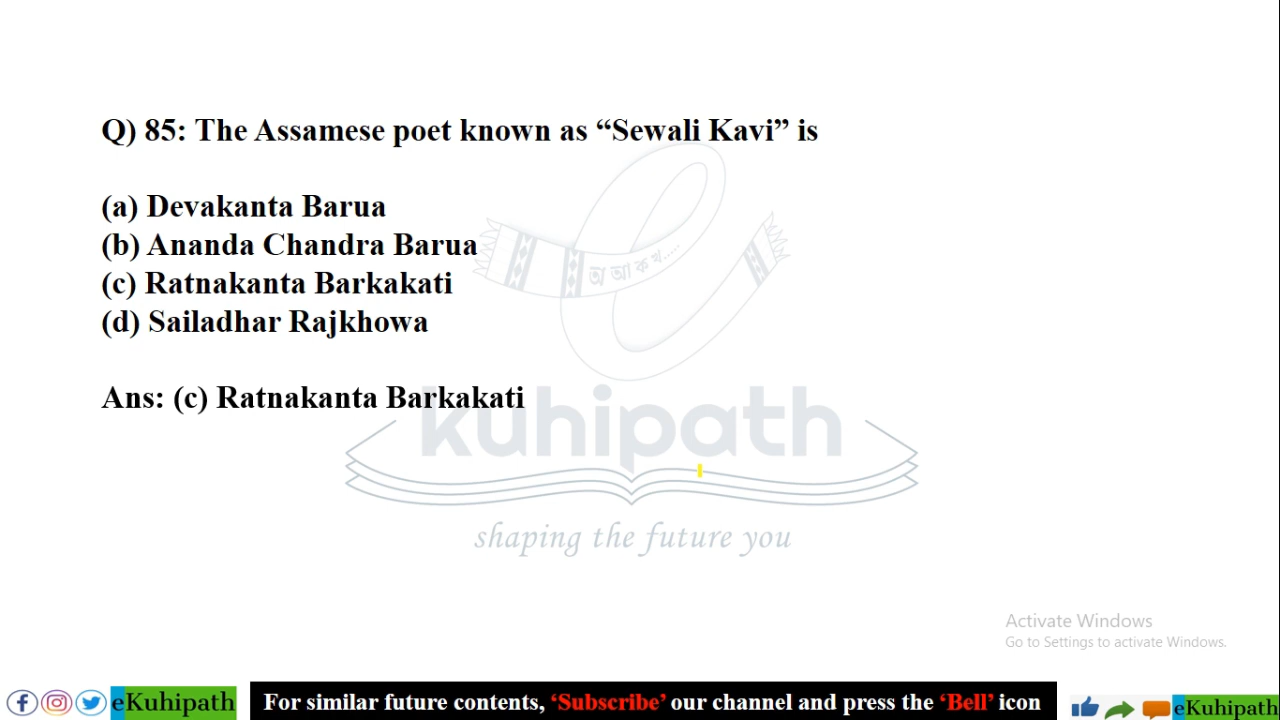 Q) 85: The Assamese poet known as “Sewali Kavi” is
(a) Devakanta Barua
(b) Ananda Chandra Barua
(c) Ratnakanta Barkakati
(d) Sailadhar Rajkhowa
Ans: (c) Ratnakanta Barkakati
অ আ ক খ....
kuhipath
shaping the future you
Activate Windows
Go to Settings to activate Windows.
eKuhipath
For similar future contents, ‘Subscribe’ our channel and press the ‘Bell’ icon
eKuhipath